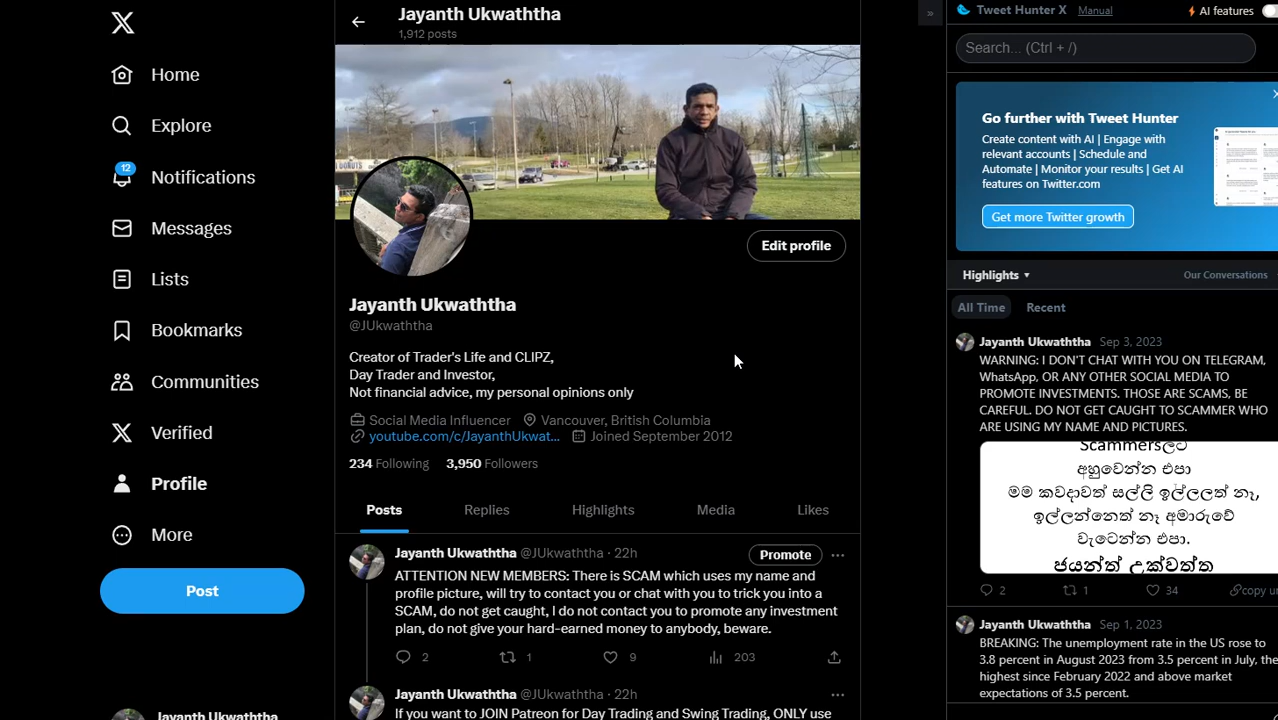 Jayanth Ukwaththa
1,912 posts
Home
Explore
12
Notifications
Messages
Lists
Bookmarks
Communities
Verified
Profile
More
Post
Jayanth Ukwaththa
Edit profile
Jayanth Ukwaththa
@JUkwaththa
Creator of Trader's Life and CLIPZ,
Day Trader and Investor,
Not financial advice, my personal opinions only
Social Media Influencer Vancouver, British Columbia
youtube.com/c/JayanthUkwat... Joined September 2012
234 Following 3,950 Followers
Posts Replies Highlights Media Likes
Jayanth Ukwaththa @JUkwaththa · 22h
Promote
ATTENTION NEW MEMBERS: There is SCAM which uses my name and
profile picture, will try to contact you or chat with you to trick you into a
SCAM, do not get caught, I do not contact you to promote any investment
plan, do not give your hard-earned money to anybody, beware.
2 1 9 203
Jayanth Ukwaththa @JUkwaththa · 22h
If you want to JOIN Patreon for Day Trading and Swing Trading, ONLY use
»
Tweet Hunter X Manual AI features
Search... (Ctrl + /)
Go further with Tweet Hunter
Create content with AI | Engage with
relevant accounts | Schedule and
Automate | Monitor your results | Get AI
features on Twitter.com
Get more Twitter growth
Highlights Our Conversations
All Time Recent
Jayanth Ukwaththa Sep 3, 2023
WARNING: I DON'T CHAT WITH YOU ON TELEGRAM,
WhatsApp, OR ANY OTHER SOCIAL MEDIA TO
PROMOTE INVESTMENTS. THOSE ARE SCAMS, BE
CAREFUL. DO NOT GET CAUGHT TO SCAMMER WHO
ARE USING MY NAME AND PICTURES.
Scammersලට
අහුවෙන්න එපා
මම කවදාවත් සල්ලි ඉල්ලලත් නෑ,
ඉල්ලන්නෙත් නෑ අමාරුවේ
වැටෙන්න එපා.
ජයන්ත් උක්වත්ත
2 1 34 copy
Jayanth Ukwaththa Sep 1, 2023
BREAKING: The unemployment rate in the US rose to
3.8 percent in August 2023 from 3.5 percent in July, the
highest since February 2022 and above market
expectations of 3.5 percent.